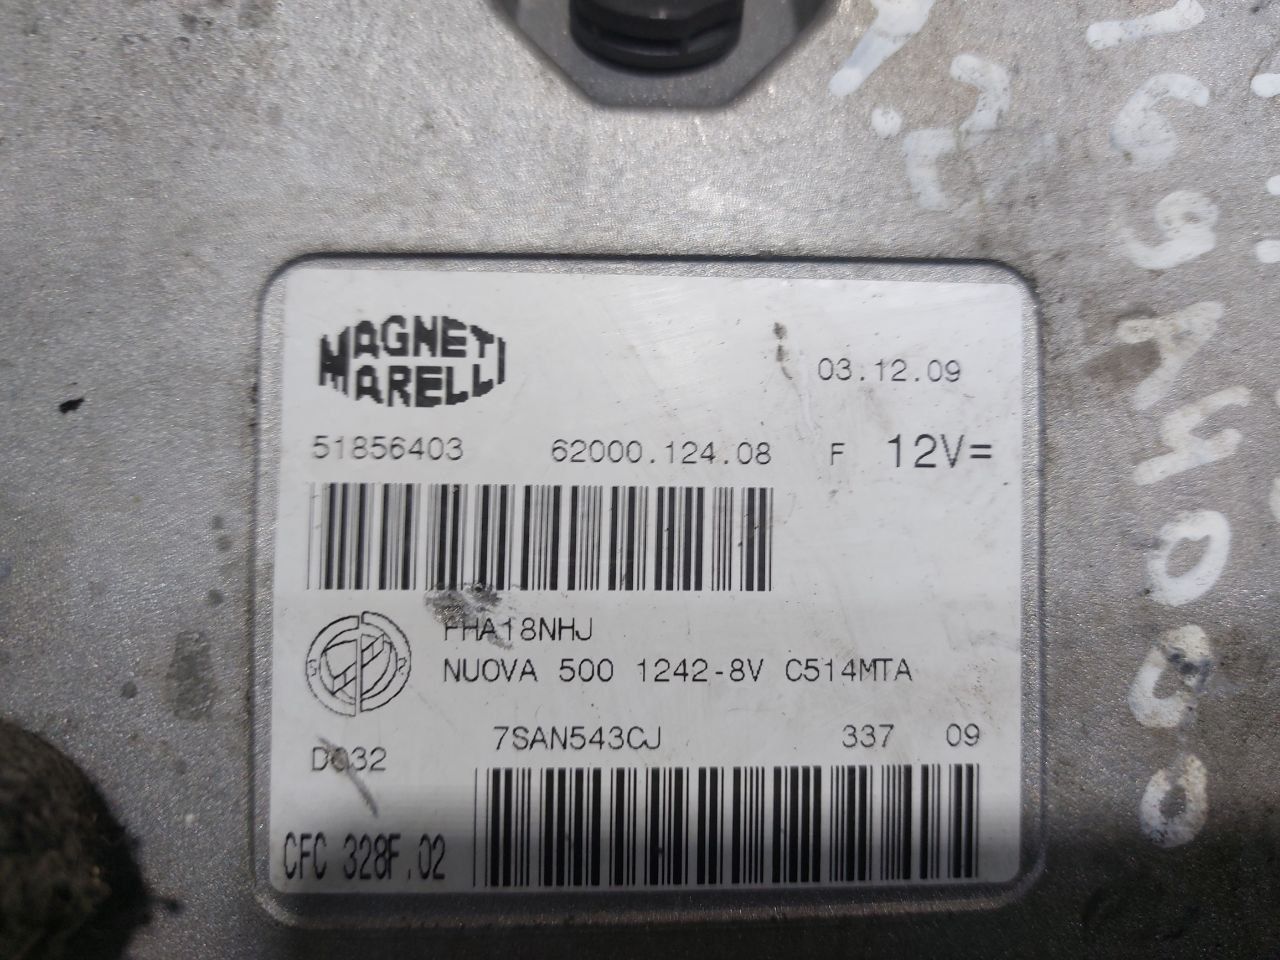 MAGNETI
MARELLI
03.12.09
51856403 62000.124.08 F 12V=
FHA18NHJ
NUOVA 500 1242-8V C514MTA
7SAN543CJ 337 09
D032
CFC 328F.02